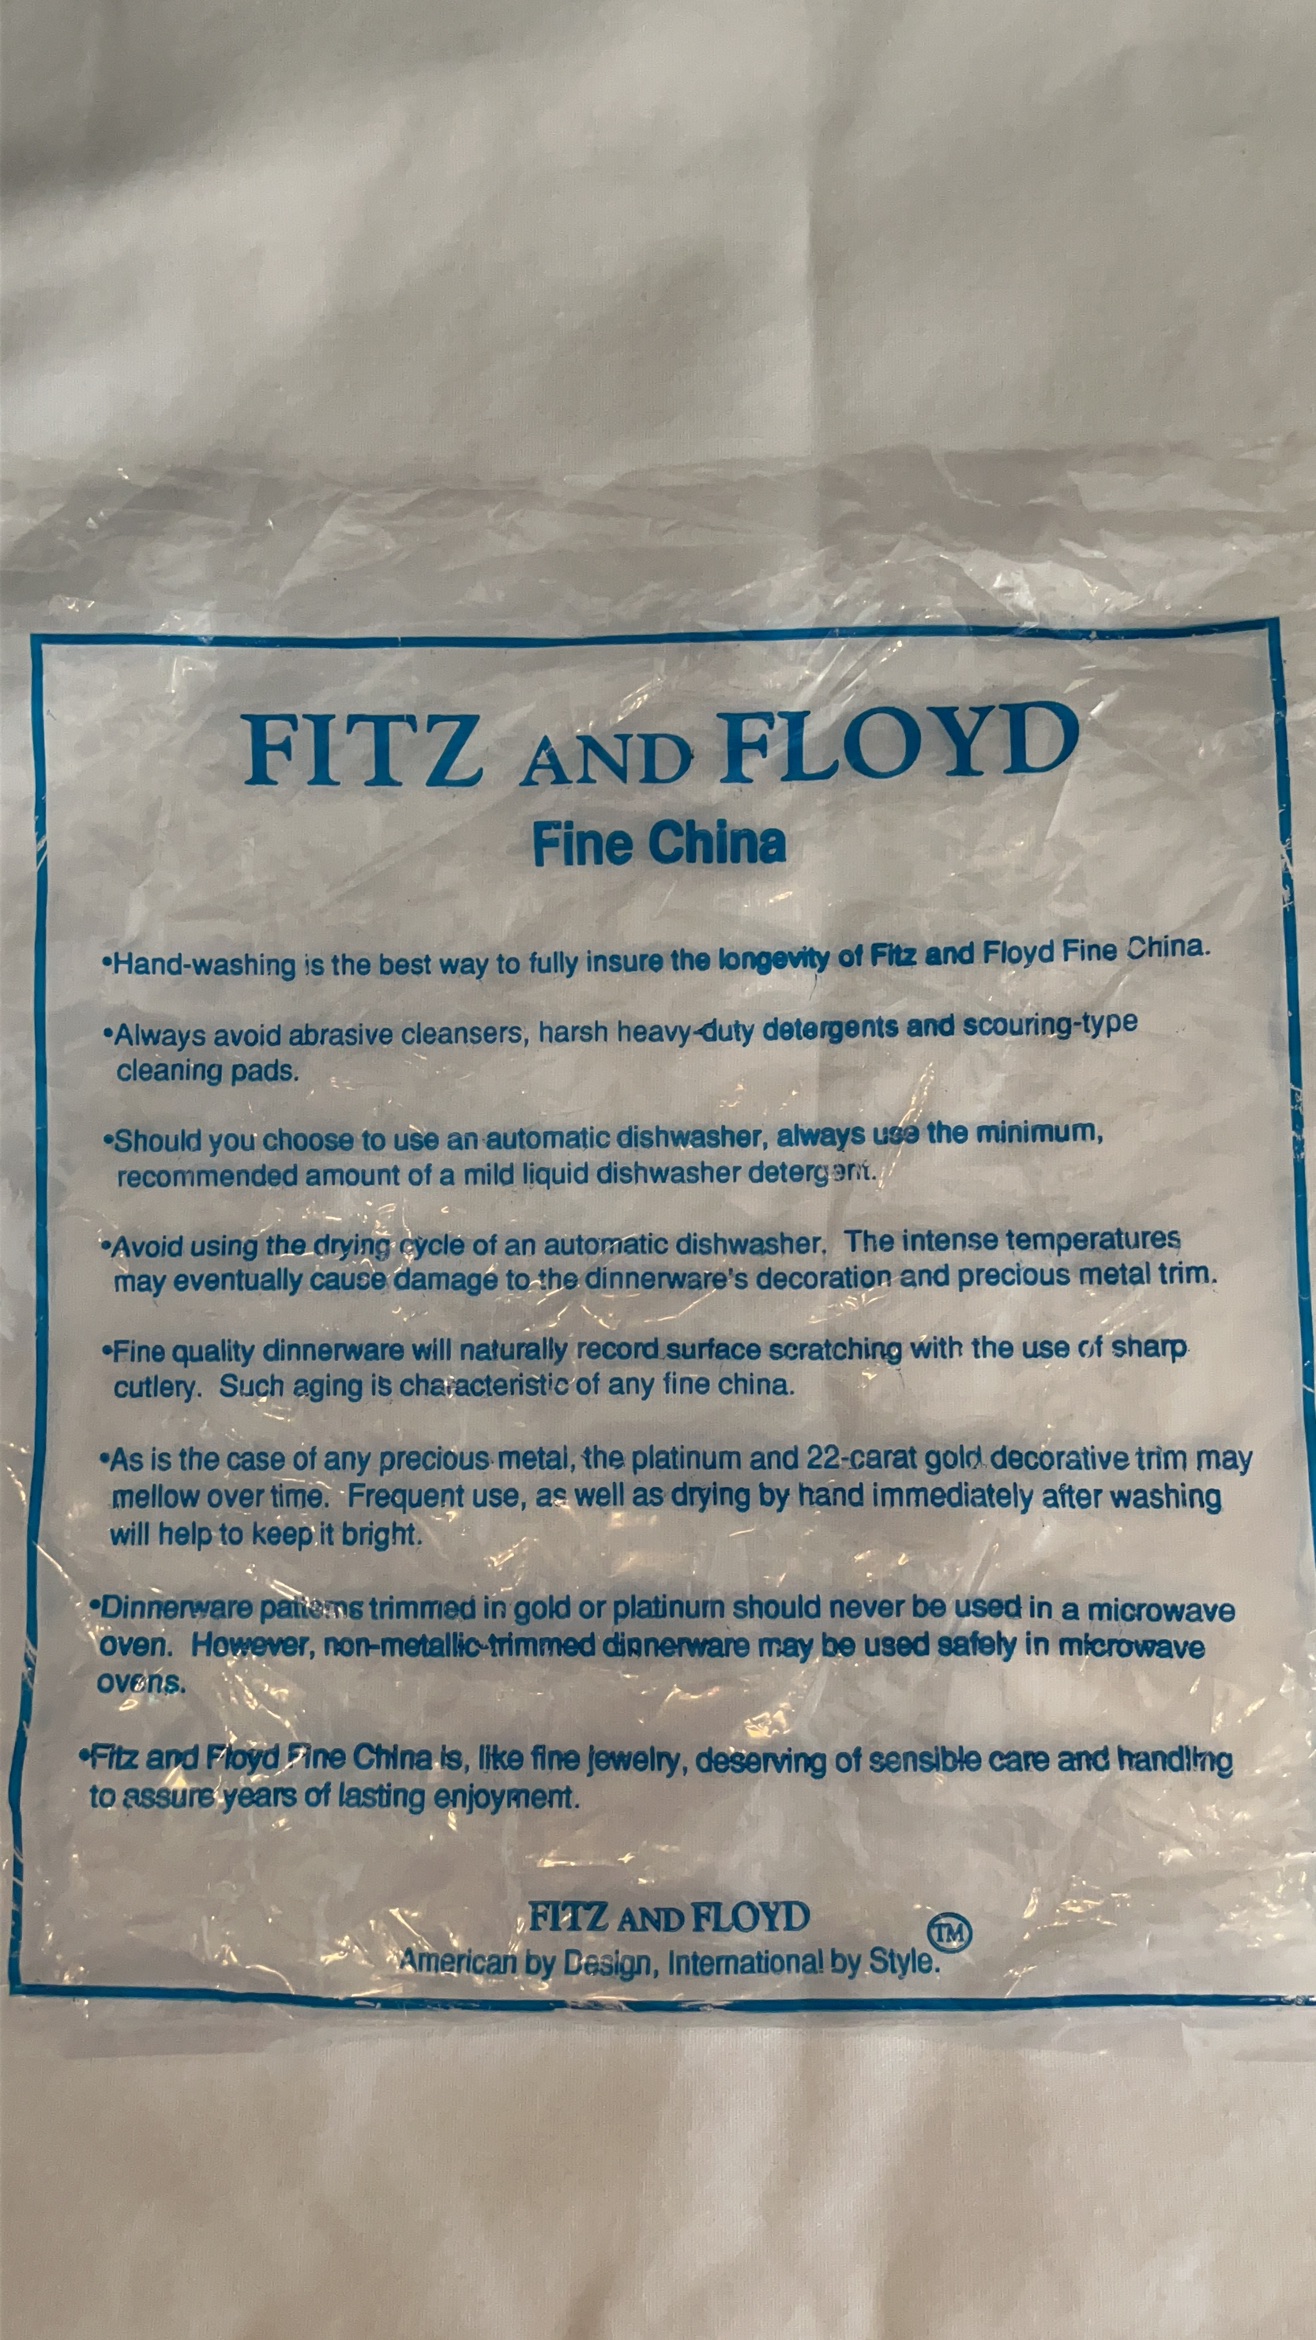 FITZ AND FLOYD
Fine China
•Hand-washing is the best way to fully insure the longevity of Fitz and Floyd Fine China.
•Always avoid abrasive cleansers, harsh heavy-duty detergents and scouring-type
cleaning pads.
•Should you choose to use an automatic dishwasher, always use the minimum,
recommended amount of a mild liquid dishwasher detergent.
•Avoid using the drying cycle of an automatic dishwasher. The intense temperatures
may eventually cause damage to the dinnerware's decoration and precious metal trim.
•Fine quality dinnerware will naturally record surface scratching with the use of sharp
cutlery. Such aging is characteristic of any fine china.
•As is the case of any precious metal, the platinum and 22-carat gold decorative trim may
mellow over time. Frequent use, as well as drying by hand immediately after washing
will help to keep it bright.
•Dinnerware patterns trimmed in gold or platinum should never be used in a microwave
oven. However, non-metallic-trimmed dinnerware may be used safely in microwave
ovens.
•Fitz and Floyd Fine China is, like fine jewelry, deserving of sensible care and handling
to assure years of lasting enjoyment.
FITZ AND FLOYD
American by Design, International by Style. TM